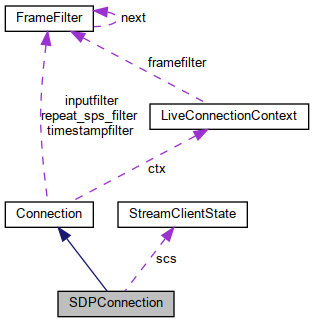 FrameFilter
next
framefilter
inputfilter
repeat_sps_filter
timestampfilter
LiveConnectionContext
ctx
Connection
StreamClientState
scs
SDPConnection